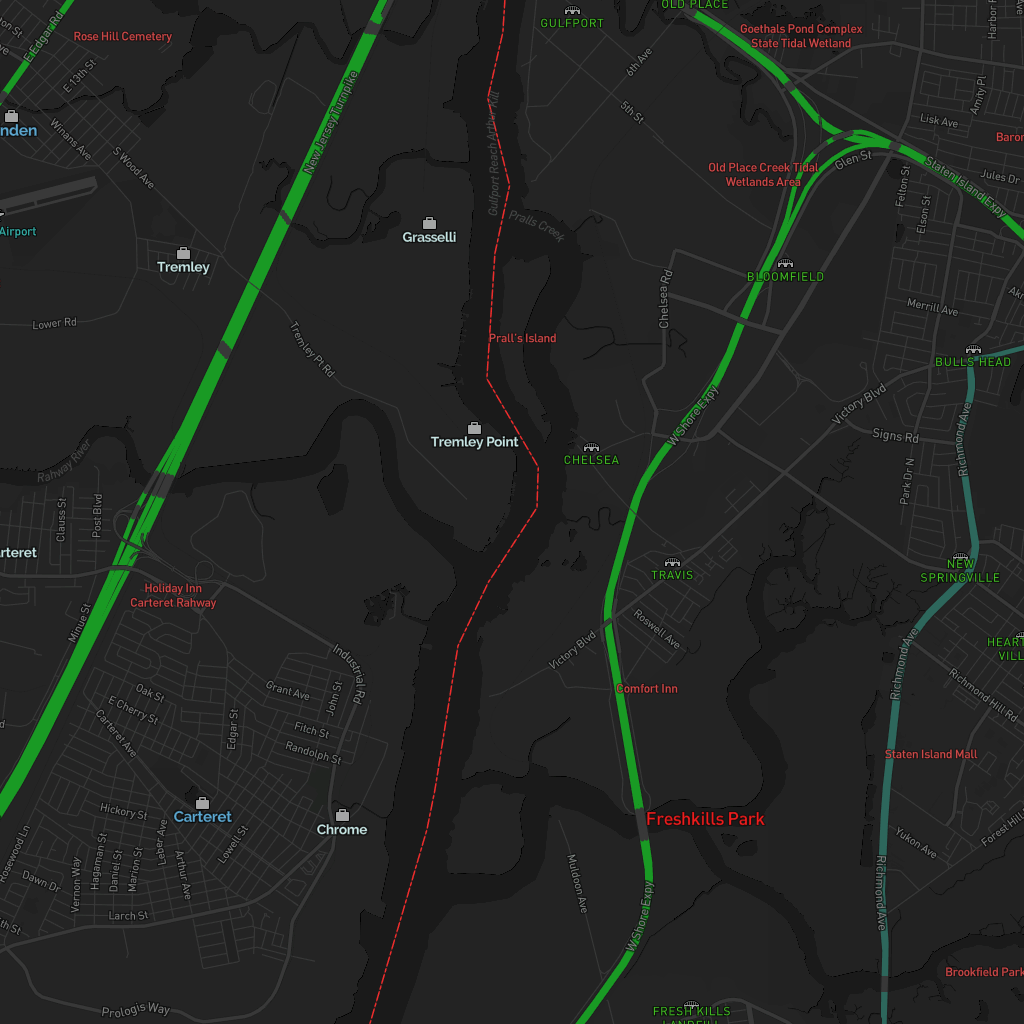 OLD PLACE
GULFPORT
Goethals Pond Complex
State Tidal Wetland
Rose Hill Cemetery
E Edgar Rd
E 13th St
6th Ave
5th St
Harbor
Amity Pl
Lisk Ave
nden
Winans Ave
S Wood Ave
New Jersey Turnpike
Gulfport Reach Arthur Kill
Baron
Glen St
Staten Island Expy
Old Place Creek Tidal
Wetlands Area
Jules Dr
Felton St
Elson St
Pralls Creek
Airport
Grasselli
Tremley
BLOOMFIELD
Chelsea Rd
Merrill Ave
Lower Rd
Tremley Pt Rd
Prall's Island
BULLS HEAD
W Shore Expy
Victory Blvd
Richmond Ave
Signs Rd
Tremley Point
CHELSEA
Rahway River
Park Dr N
Clauss St
Post Blvd
arteret
TRAVIS
NEW
SPRINGVILLE
Holiday Inn
Carteret Rahway
Minue St
Roswell Ave
Victory Blvd
HEART
VILL
Industrial Rd
Richmond Ave
Richmond Hill Rd
Comfort Inn
Grant Ave
John St
Oak St
E Cherry St
Carteret Ave
Edgar St
Fitch St
Randolph St
Staten Island Mall
Carteret
Hickory St
Chrome
Freshkills Park
Forest Hill
Yukon Ave
Rosewood Ln
Lowell St
Leber Ave
Hagaman St
Daniel St
Marion St
Arthur Ave
Vernon Way
Dawn Dr
Muldoon Ave
Richmond Ave
W Shore Expy
Larch St
Brookfield Park
Prologis Way
FRESH KILLS
LANDFILL